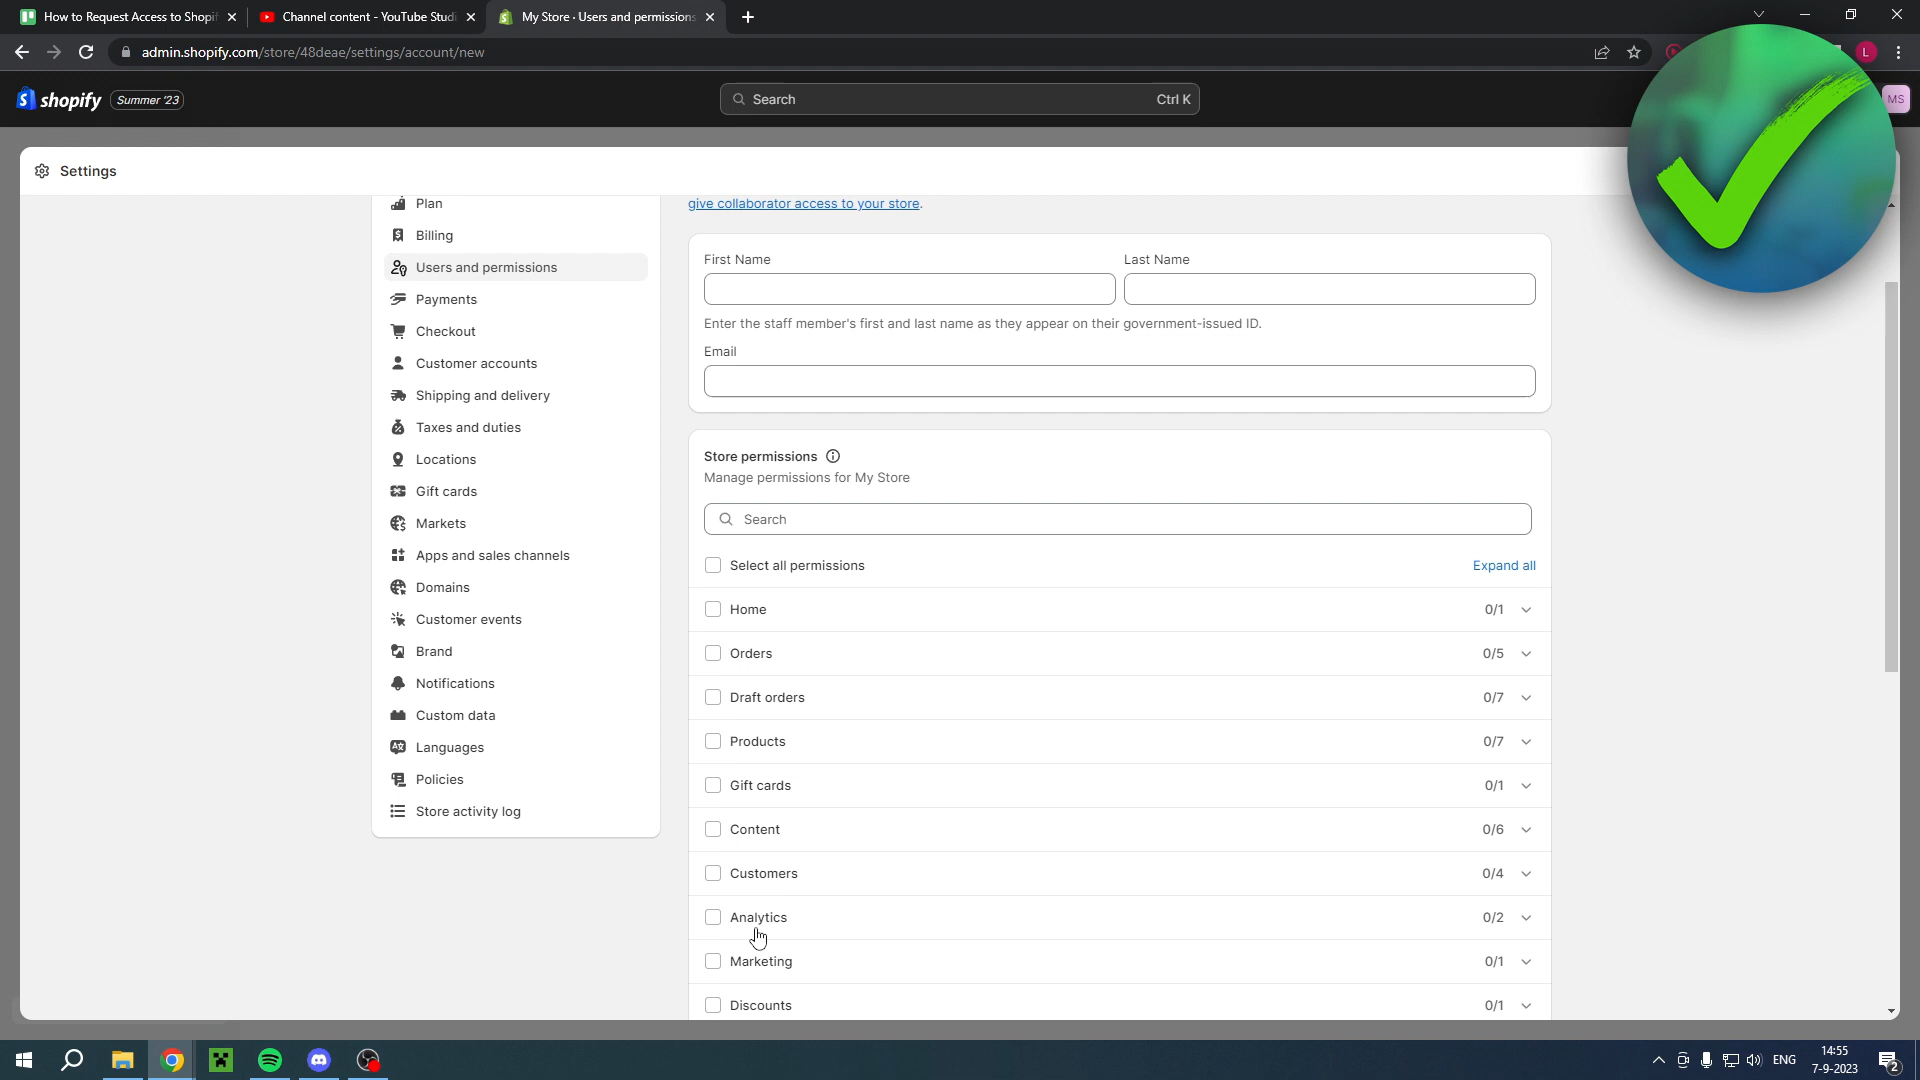 How to Request Access to Shopif
Channel content - YouTube Studi
My Store · Users and permissions
admin.shopify.com/store/48deae/settings/account/new
L
shopify
Summer '23
Search
Ctrl K
MS
Settings
Plan
Billing
Users and permissions
Payments
Checkout
Customer accounts
Shipping and delivery
Taxes and duties
Locations
Gift cards
Markets
Apps and sales channels
Domains
Customer events
Brand
Notifications
Custom data
Languages
Policies
Store activity log
give collaborator access to your store.
First Name
Last Name
Enter the staff member's first and last name as they appear on their government-issued ID.
Email
Store permissions
Manage permissions for My Store
Search
Select all permissions
Expand all
Home 0/1
Orders 0/5
Draft orders 0/7
Products 0/7
Gift cards 0/1
Content 0/6
Customers 0/4
Analytics 0/2
Marketing 0/1
Discounts 0/1
ENG
14:55
7-9-2023
2